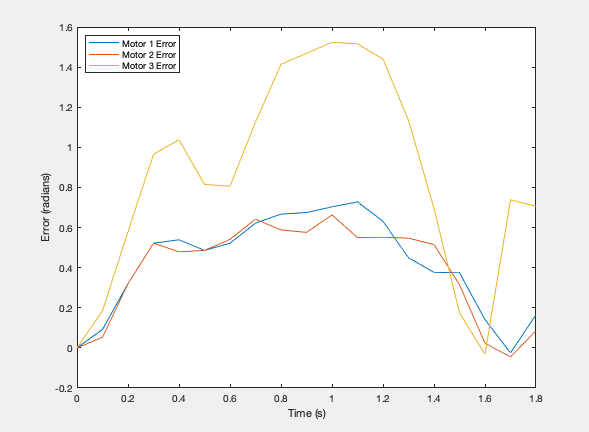 1.6
1.4
1.2
1
0.8
0.6
0.4
0.2
0
-0.2
Error (radians)
Motor 1 Error
Motor 2 Error
Motor 3 Error
0 0.2 0.4 0.6 0.8 1 1.2 1.4 1.6 1.8
Time (s)